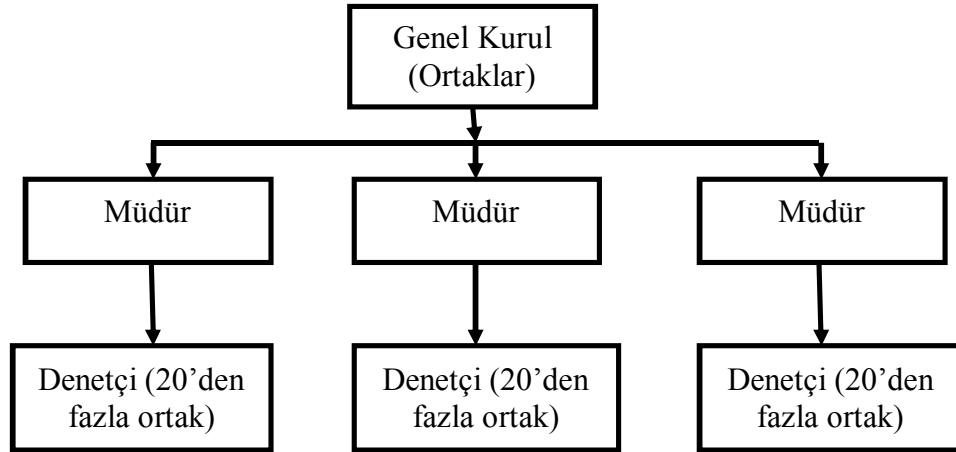 Genel Kurul
(Ortaklar)
Müdür
Müdür
Müdür
Denetçi (20’den
fazla ortak)
Denetçi (20’den
fazla ortak)
Denetçi (20’den
fazla ortak)